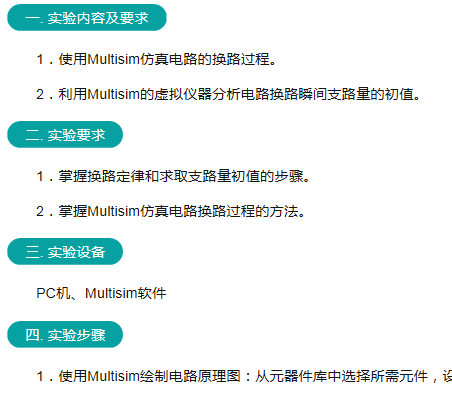 一. 实验内容及要求
1．使用Multisim仿真电路的换路过程。
2．利用Multisim的虚拟仪器分析电路换路瞬间支路量的初值。
二. 实验要求
1．掌握换路定律和求取支路量初值的步骤。
2．掌握Multisim仿真电路换路过程的方法。
三. 实验设备
PC机、Multisim软件
四. 实验步骤
1．使用Multisim绘制电路原理图：从元器件库中选择所需元件，设